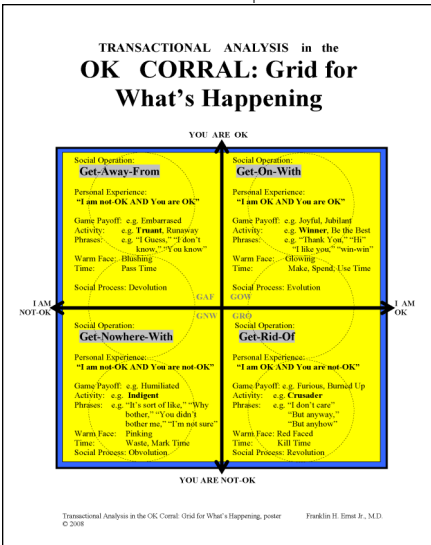 TRANSACTIONAL ANALYSIS in the
OK CORRAL: Grid for
What's Happening
YOU ARE OK
Social Operation:
Get-Away-From
Personal Experience:
"I am not-OK AND You are OK"
Game Payoff: e.g. Embarrased
Activity: e.g. Truant, Runaway
Phrases: e.g. "I Guess," "I don't
know," "You know"
Warm Face: Blushing
Time: Pass Time
Social Process: Devolution
GAF
Social Operation:
Get-On-With
Personal Experience:
"I am OK AND You are OK"
Game Payoff: e.g. Joyful, Jubilant
Activity: e.g. Winner, Be the Best
Phrases: e.g. "Thank You," "Hi"
"I like you," "win-win"
Warm Face: Glowing
Time: Make, Spend, Use Time
Social Process: Evolution
GOW
I AM
NOT-OK
I AM
OK
GNW
Social Operation:
Get-Nowhere-With
Personal Experience:
"I am not-OK AND You are not-OK"
Game Payoff: e.g. Humiliated
Activity: e.g. Indigent
Phrases: e.g. "It's sort of like," "Why
bother," "You didn't
bother me," "I'm not sure"
Warm Face: Pinking
Time: Waste, Mark Time
Social Process: Obvolution
GRO
Social Operation:
Get-Rid-Of
Personal Experience:
"I am OK AND You are not-OK"
Game Payoff: e.g. Furious, Burned Up
Activity: e.g. Crusader
Phrases: e.g. "I don't care"
"But anyway,"
"But anyhow"
Warm Face: Red Faced
Time: Kill Time
Social Process: Revolution
YOU ARE NOT-OK
Transactional Analysis in the OK Corral: Grid for What's Happening, poster Franklin H. Ernst Jr., M.D.
© 2008